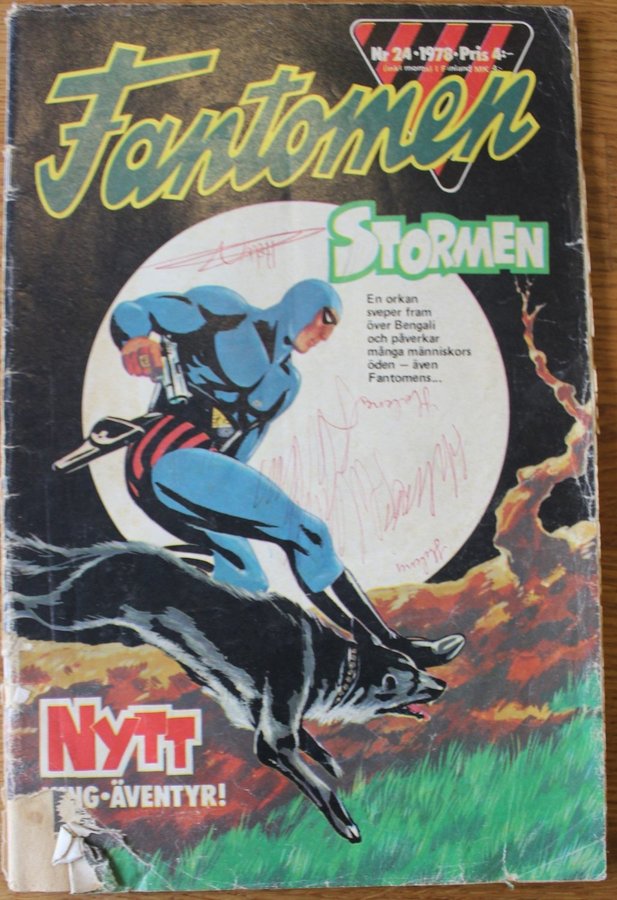 Nr 24·1978·Pris 4:-
Fantomen
STORMEN
En orkan
sveper fram
över Bengali
och påverkar
många människors
öden – även
Fantomens...
NYTT
ÄVENTYR!